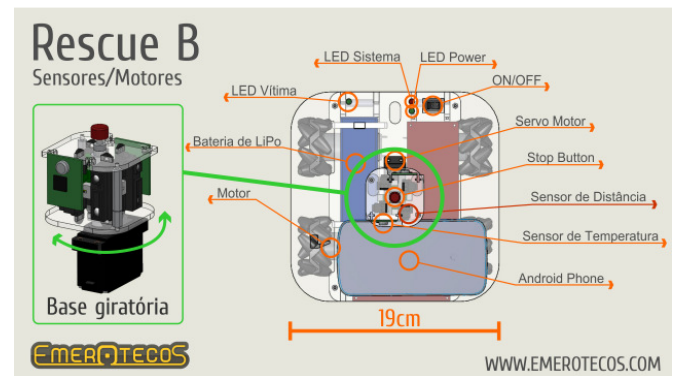 Rescue B
Sensores/Motores
LED Sistema
LED Power
LED Vítima
ON/OFF
Bateria de LiPo
Servo Motor
Stop Button
Motor
Sensor de Distância
Sensor de Temperatura
Android Phone
Base giratória
19cm
EMEROTECOS
WWW.EMEROTECOS.COM